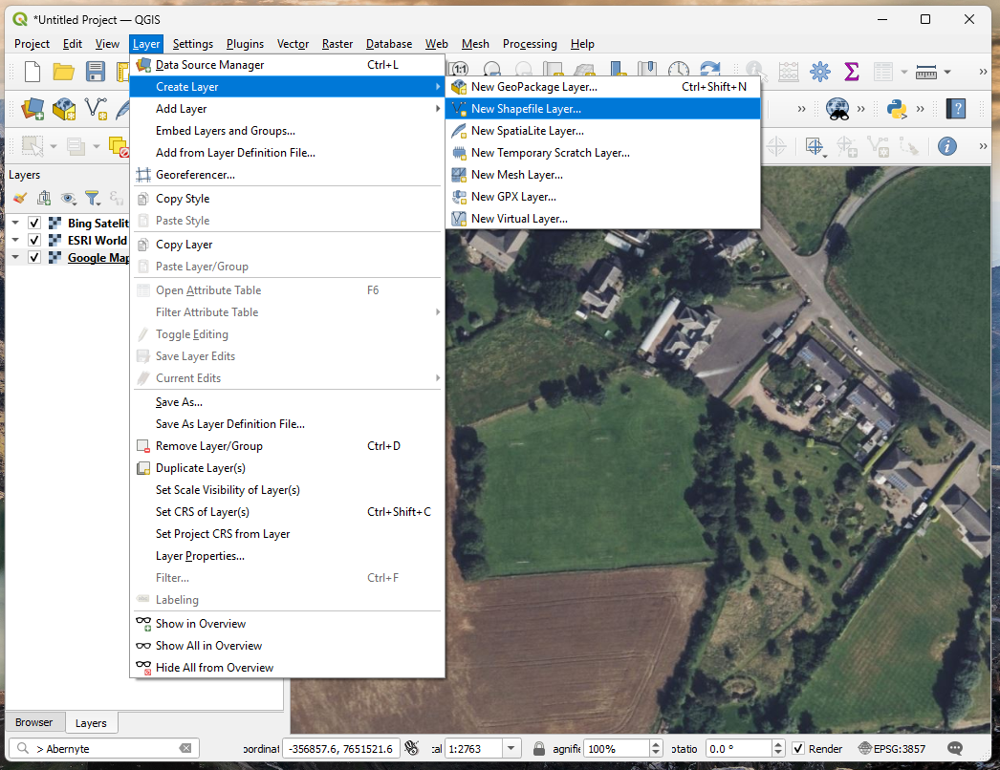 *Untitled Project — QGIS
Project Edit View Layer Settings Plugins Vector Raster Database Web Mesh Processing Help
Data Source Manager Ctrl+L
Create Layer
Add Layer
Embed Layers and Groups...
Add from Layer Definition File...
Georeferencer...
Copy Style
Paste Style
Copy Layer
Paste Layer/Group
Open Attribute Table F6
Filter Attribute Table
Toggle Editing
Save Layer Edits
Current Edits
Save As...
Save As Layer Definition File...
Remove Layer/Group Ctrl+D
Duplicate Layer(s)
Set Scale Visibility of Layer(s)
Set CRS of Layer(s) Ctrl+Shift+C
Set Project CRS from Layer
Layer Properties...
Filter... Ctrl+F
Labeling
Show in Overview
Show All in Overview
Hide All from Overview
New GeoPackage Layer... Ctrl+Shift+N
New Shapefile Layer...
New SpatiaLite Layer...
New Temporary Scratch Layer...
New Mesh Layer...
New GPX Layer...
New Virtual Layer...
Layers
Bing Satelit
ESRI World
Google Map
Browser Layers
> Abernyte oordinat -356857.6, 7651521.6 cal 1:2763 agnifie 100% otatio 0.0 ° Render EPSG:3857